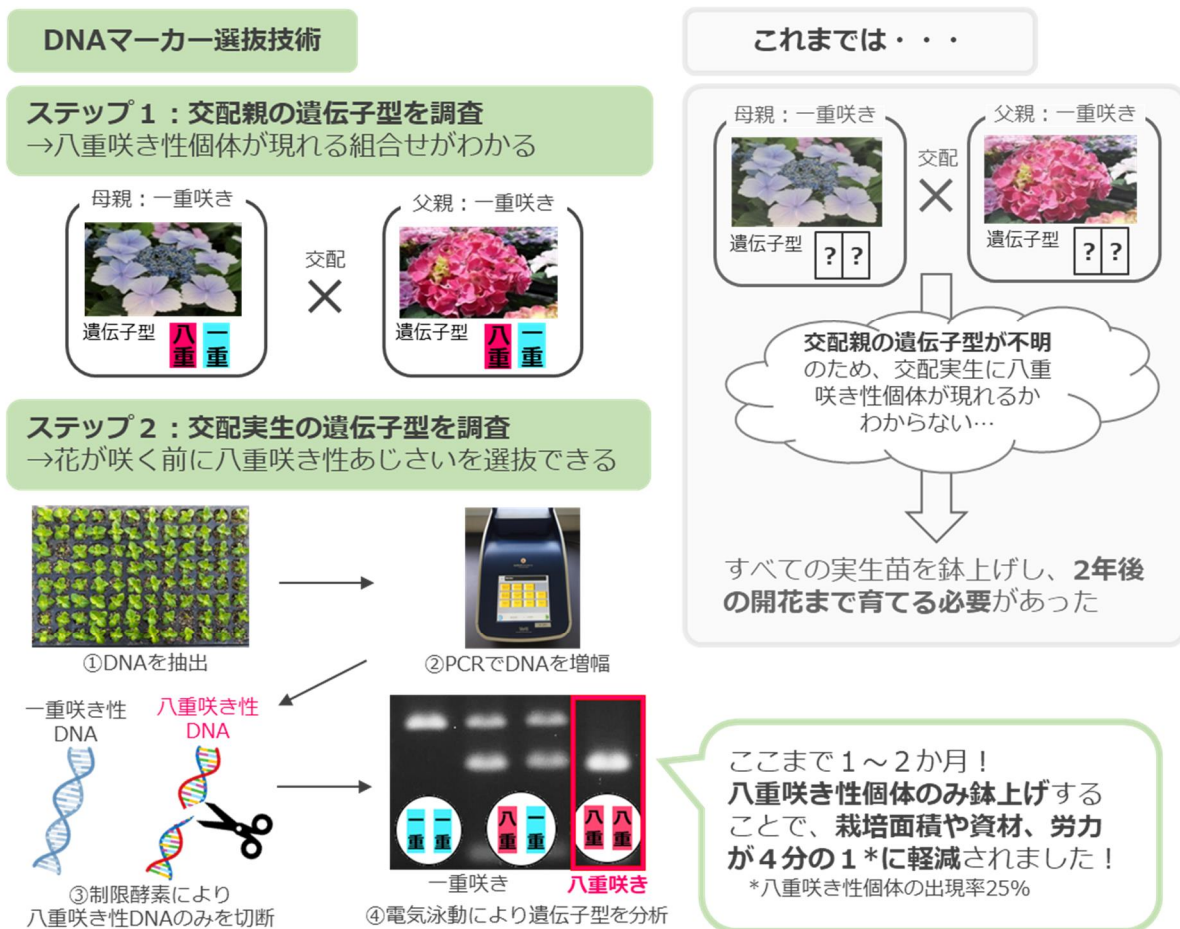 DNAマーカー選抜技術
ステップ1:交配親の遺伝子型を調査
→八重咲き性個体が現れる組合せがわかる
母親:一重咲き
遺伝子型
八重
一重
交配
×
父親:一重咲き
遺伝子型
八重
一重
ステップ2:交配実生の遺伝子型を調査
→花が咲く前に八重咲き性あじさいを選抜できる
①DNAを抽出
②PCRでDNAを増幅
一重咲き性
DNA
八重咲き性
DNA
③制限酵素により
八重咲き性DNAのみを切断
一重
一重
八重
一重
八重
八重
一重咲き
八重咲き
④電気泳動により遺伝子型を分析
ここまで1~2か月!
八重咲き性個体のみ鉢上げする
ことで、栽培面積や資材、労力
が4分の1*に軽減されました!
*八重咲き性個体の出現率25%
これまでは・・・
母親:一重咲き
遺伝子型
? ?
交配
×
父親:一重咲き
遺伝子型
? ?
交配親の遺伝子型が不明
のため、交配実生に八重
咲き性個体が現れるか
わからない…
すべての実生苗を鉢上げし、2年後
の開花まで育てる必要があった